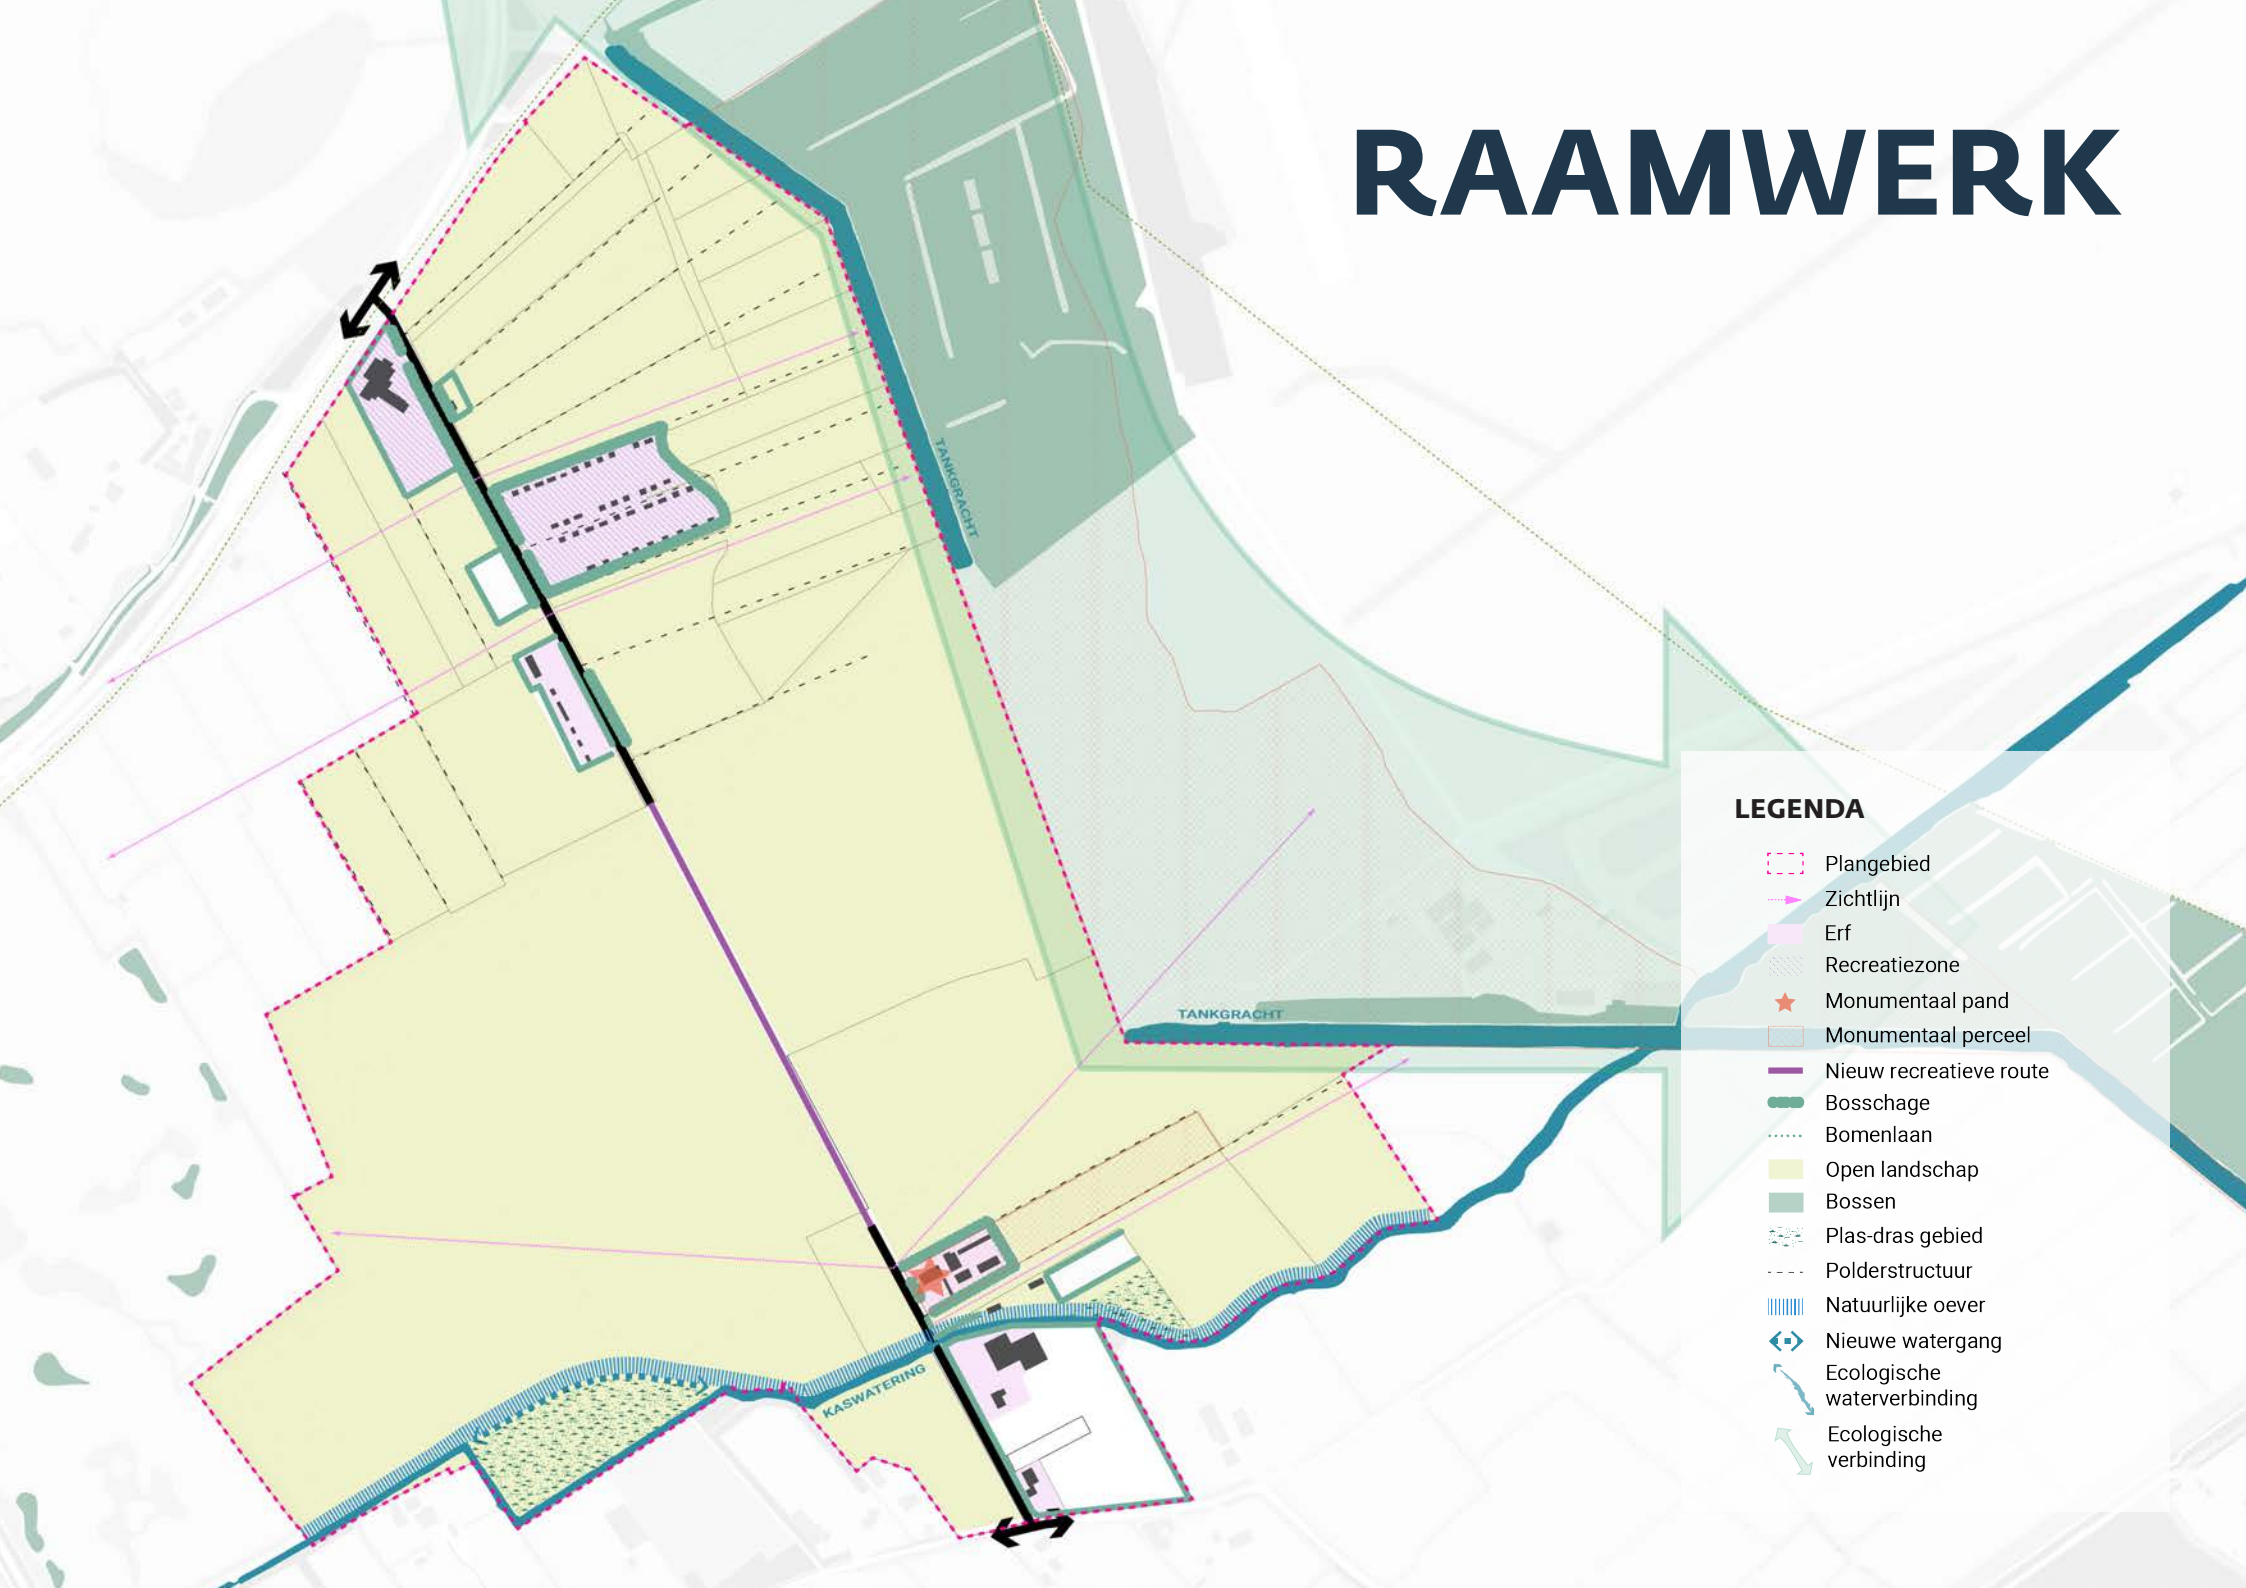 RAAMWERK
TANKGRACHT
TANKGRACHT
KASWATERING
LEGENDA
Plangebied
Zichtlijn
Erf
Recreatiezone
Monumentaal pand
Monumentaal perceel
Nieuw recreatieve route
Bosschage
Bomenlaan
Open landschap
Bossen
Plas-dras gebied
Polderstructuur
Natuurlijke oever
Nieuwe watergang
Ecologische
waterverbinding
Ecologische
verbinding